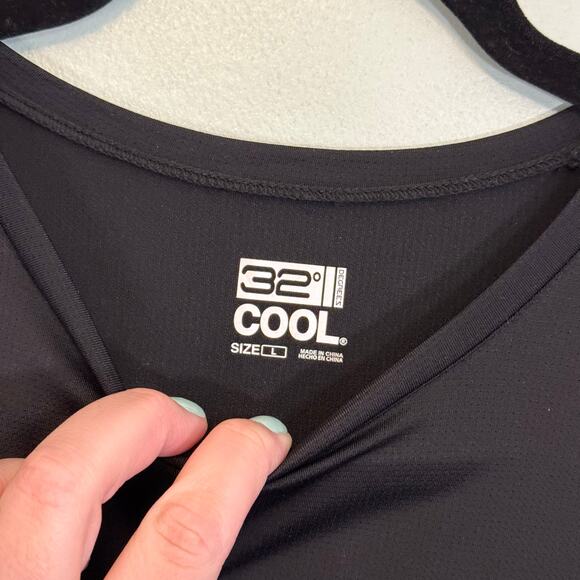 32° DEGREES
COOL®
SIZE L
MADE IN CHINA
HECHO EN CHINA